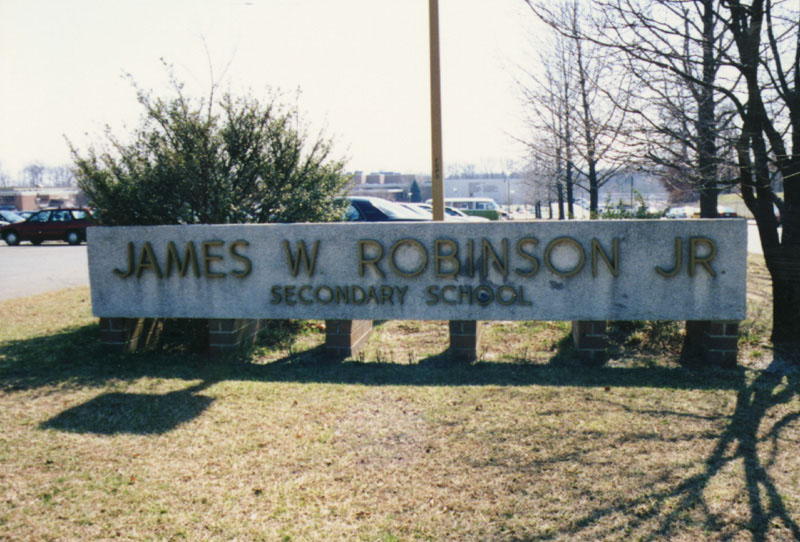 JAMES W. ROBINSON JR.
SECONDARY SCHOOL